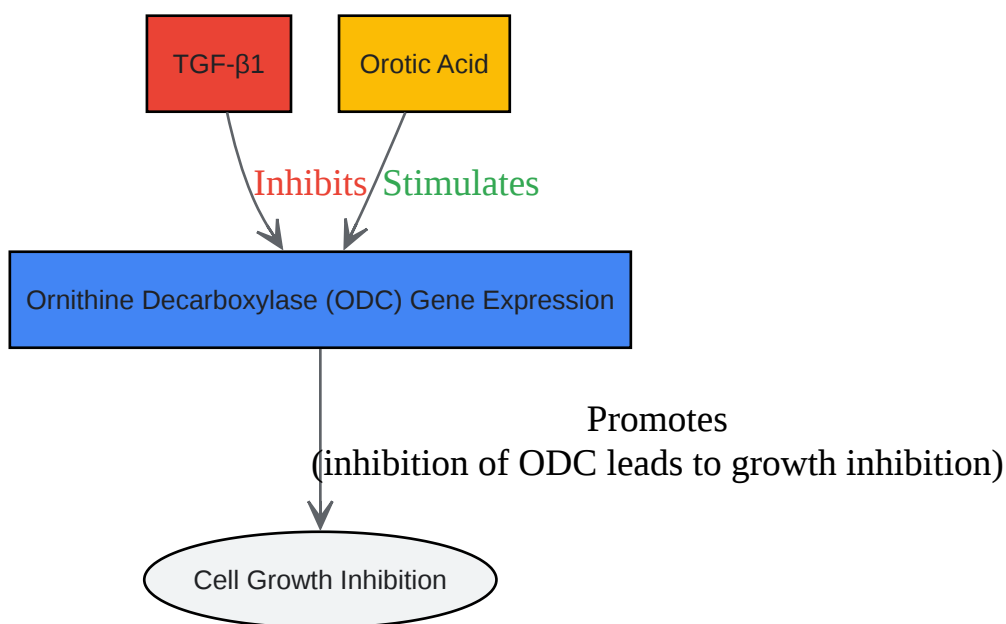 TGF-β1
Orotic Acid
Inhibits
Stimulates
Ornithine Decarboxylase (ODC) Gene Expression
Promotes
(inhibition of ODC leads to growth inhibition)
Cell Growth Inhibition